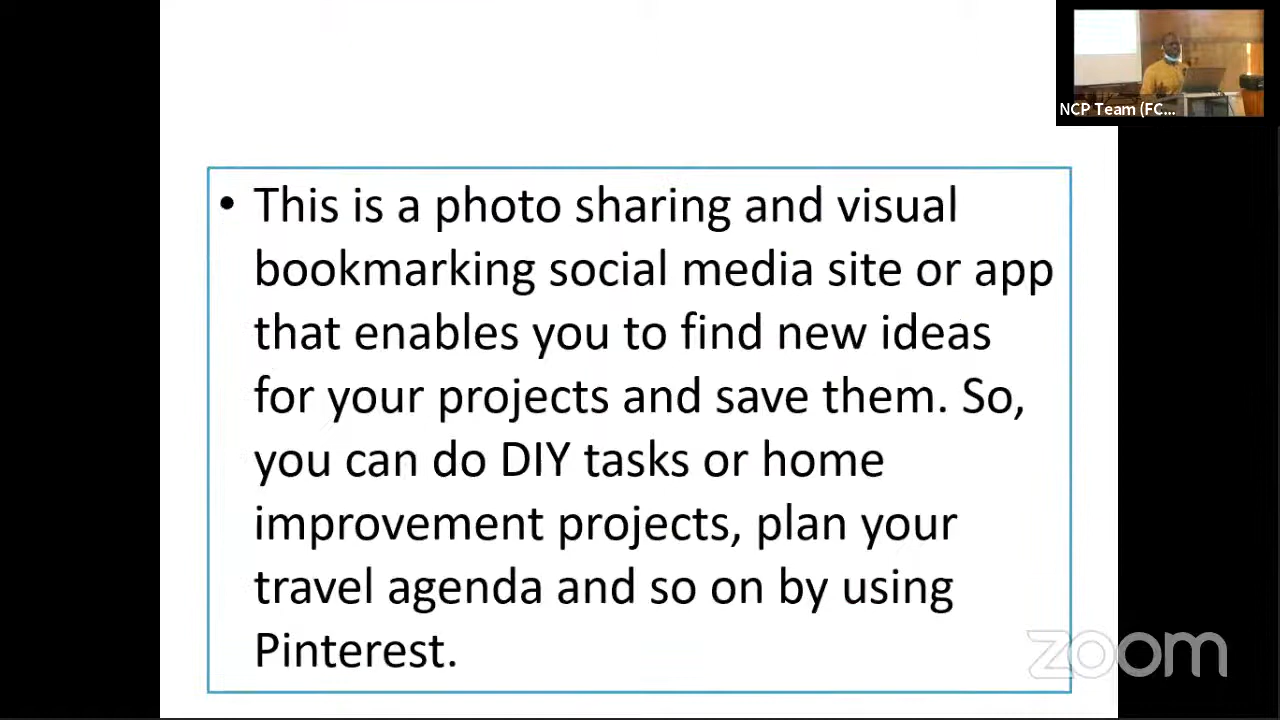 NCP Team (FC...
• This is a photo sharing and visual
bookmarking social media site or app
that enables you to find new ideas
for your projects and save them. So,
you can do DIY tasks or home
improvement projects, plan your
travel agenda and so on by using
Pinterest.
zoom